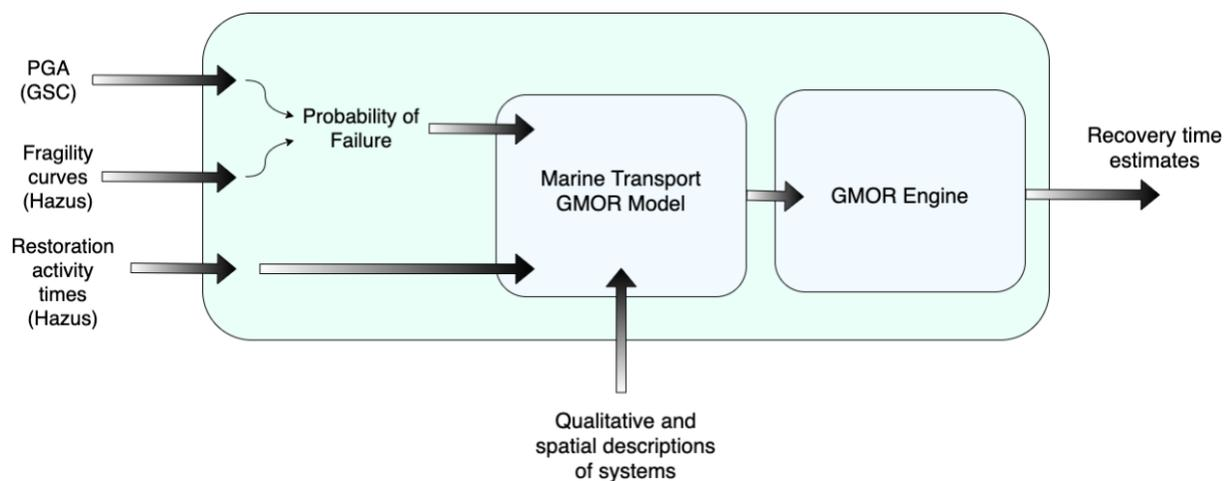 PGA
(GSC)
Fragility
curves
(Hazus)
Restoration
activity
times
(Hazus)
Probability of
Failure
Marine Transport
GMOR Model
GMOR Engine
Recovery time
estimates
Qualitative and
spatial descriptions
of systems